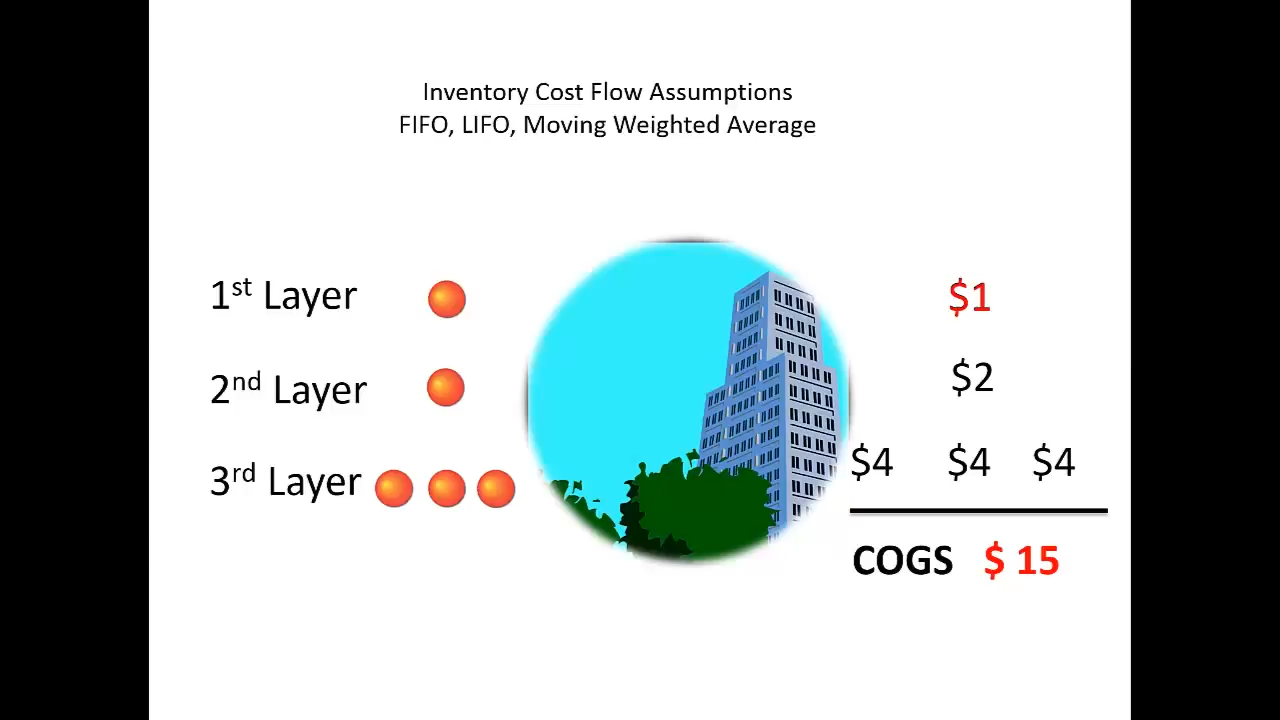 Inventory Cost Flow Assumptions
FIFO, LIFO, Moving Weighted Average
1st Layer $1
2nd Layer $2
3rd Layer $4 $4 $4
COGS $ 15